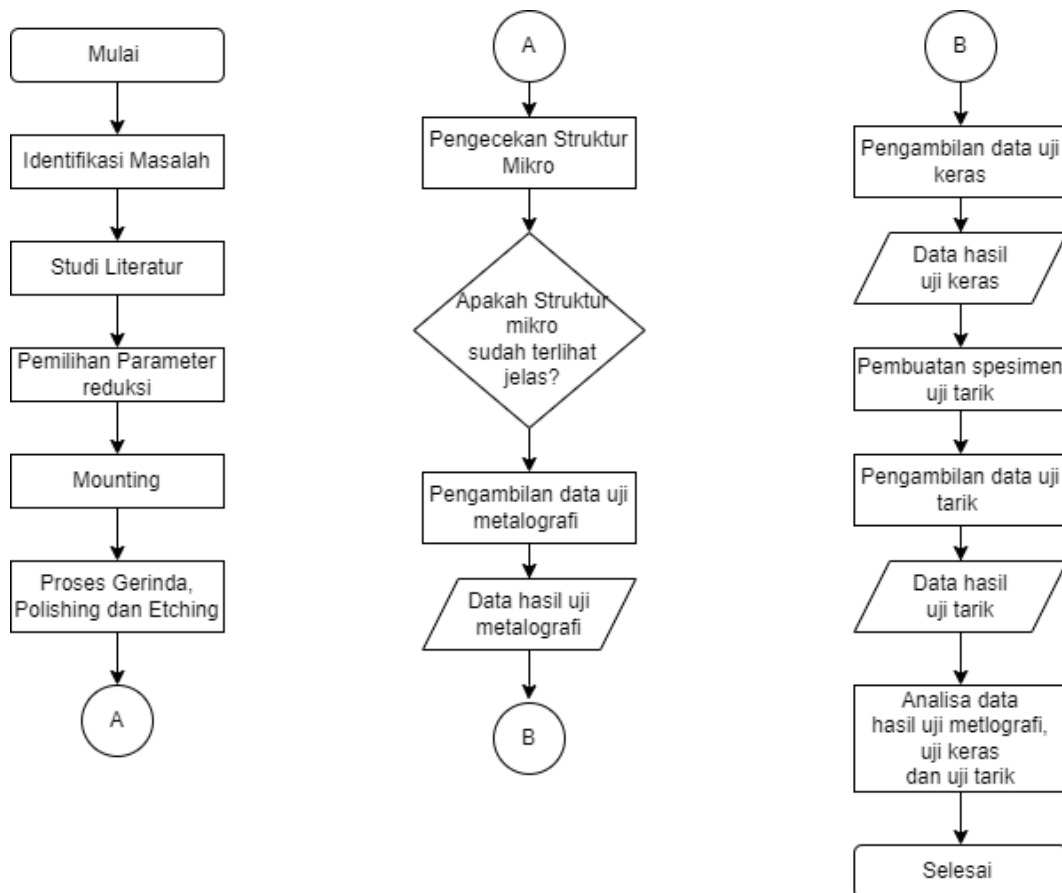 Mulai
Identifikasi Masalah
Studi Literatur
Pemilihan Parameter
reduksi
Mounting
Proses Gerinda,
Polishing dan Etching
A
A
Pengecekan Struktur
Mikro
Apakah Struktur
mikro
sudah terlihat
jelas?
Pengambilan data uji
metalografi
Data hasil uji
metalografi
B
B
Pengambilan data uji
keras
Data hasil
uji keras
Pembuatan spesimen
uji tarik
Pengambilan data uji
tarik
Data hasil
uji tarik
Analisa data
hasil uji metlografi,
uji keras
dan uji tarik
Selesai